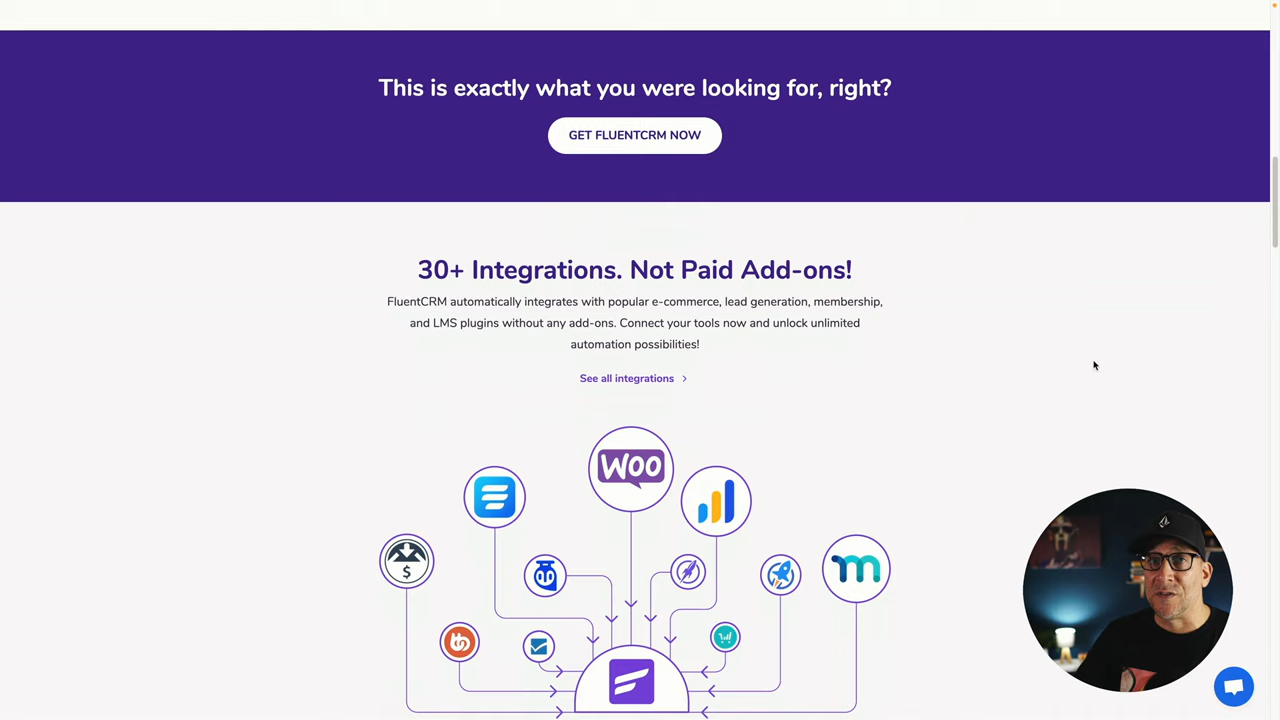 This is exactly what you were looking for, right?
GET FLUENTCRM NOW
30+ Integrations. Not Paid Add-ons!
FluentCRM automatically integrates with popular e-commerce, lead generation, membership,
and LMS plugins without any add-ons. Connect your tools now and unlock unlimited
automation possibilities!
See all integrations
WOO
$
m